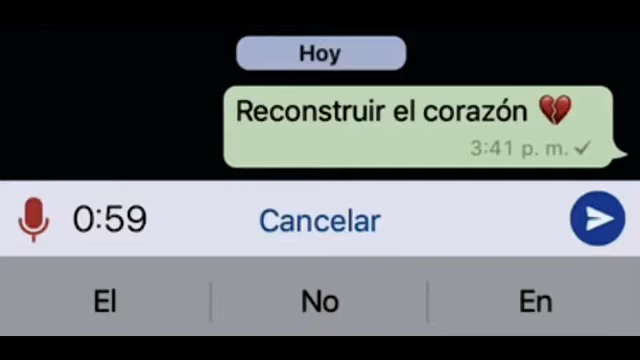 Hoy
Reconstruir el corazón 💔
3:41 p. m.
0:59 Cancelar
El No En